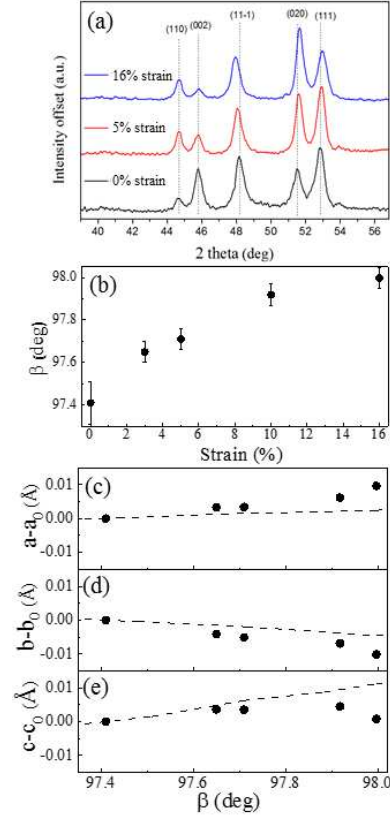 (a)
(110)
(002)
(11-1)
(020)
(111)
16% strain
5% strain
0% strain
Intensity offset (a.u.)
40 42 44 46 48 50 52 54 56
2 theta (deg)
(b)
98.0
97.8
97.6
97.4
β (deg)
0 2 4 6 8 10 12 14 16
Strain (%)
(c)
0.01
0.00
-0.01
a-a0 (Å)
(d)
0.01
0.00
-0.01
b-b0 (Å)
(e)
0.01
0.00
-0.01
c-c0 (Å)
97.4 97.6 97.8 98.0
β (deg)